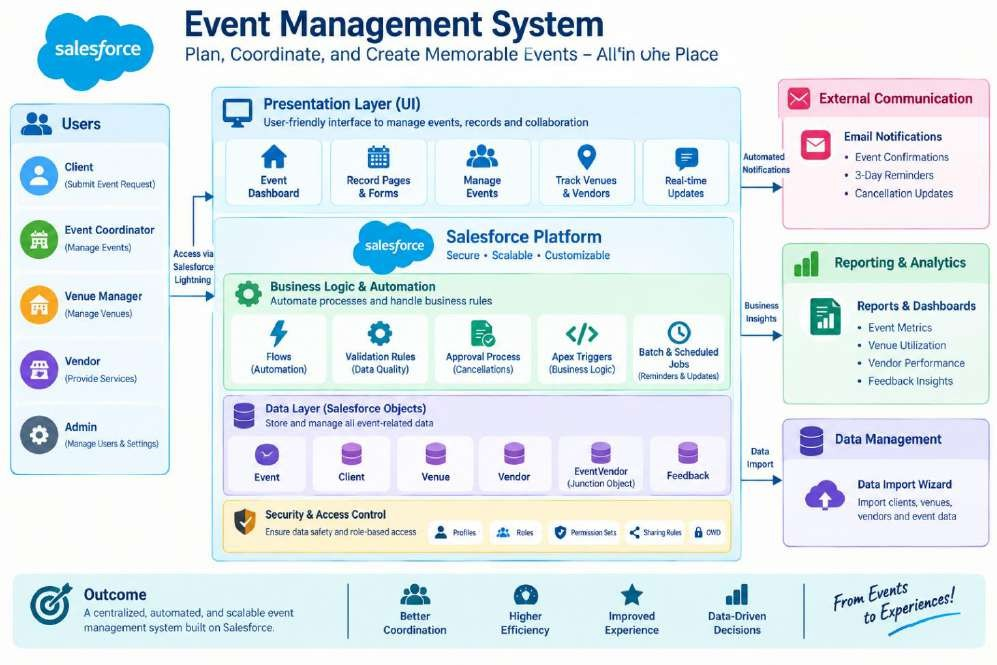 salesforce
Event Management System
Plan, Coordinate, and Create Memorable Events – All'in one Place
Users
Client
(Submit Event Request)
Event Coordinator
(Manage Events)
Venue Manager
(Manage Venues)
Vendor
(Provide Services)
Admin
(Manage Users & Settings)
Access via
Salesforce
Lightning
Presentation Layer (UI)
User-friendly interface to manage events, records and collaboration
Event
Dashboard
Record Pages
& Forms
Manage
Events
Track Venues
& Vendors
Real-time
Updates
salesforce
Salesforce Platform
Secure • Scalable • Customizable
Business Logic & Automation
Automate processes and handle business rules
Flows
(Automation)
Validation Rules
(Data Quality)
Approval Process
(Cancellations)
Apex Triggers
(Business Logic)
Batch & Scheduled
Jobs
(Reminders & Updates)
Data Layer (Salesforce Objects)
Store and manage all event-related data
Event
Client
Venue
Vendor
EventVendor
(Junction Object)
Feedback
Security & Access Control
Ensure data safety and role-based access
Profiles
Roles
Permission Sets
Sharing Rules
OWD
Automated
Notifications
Business
Insights
Data
Import
External Communication
Email Notifications
• Event Confirmations
• 3-Day Reminders
• Cancellation Updates
Reporting & Analytics
Reports & Dashboards
• Event Metrics
• Venue Utilization
• Vendor Performance
• Feedback Insights
Data Management
Data Import Wizard
Import clients, venues,
vendors and event data
Outcome
A centralized, automated, and scalable event
management system built on Salesforce.
Better
Coordination
Higher
Efficiency
Improved
Experience
Data-Driven
Decisions
From Events
to Experiences!